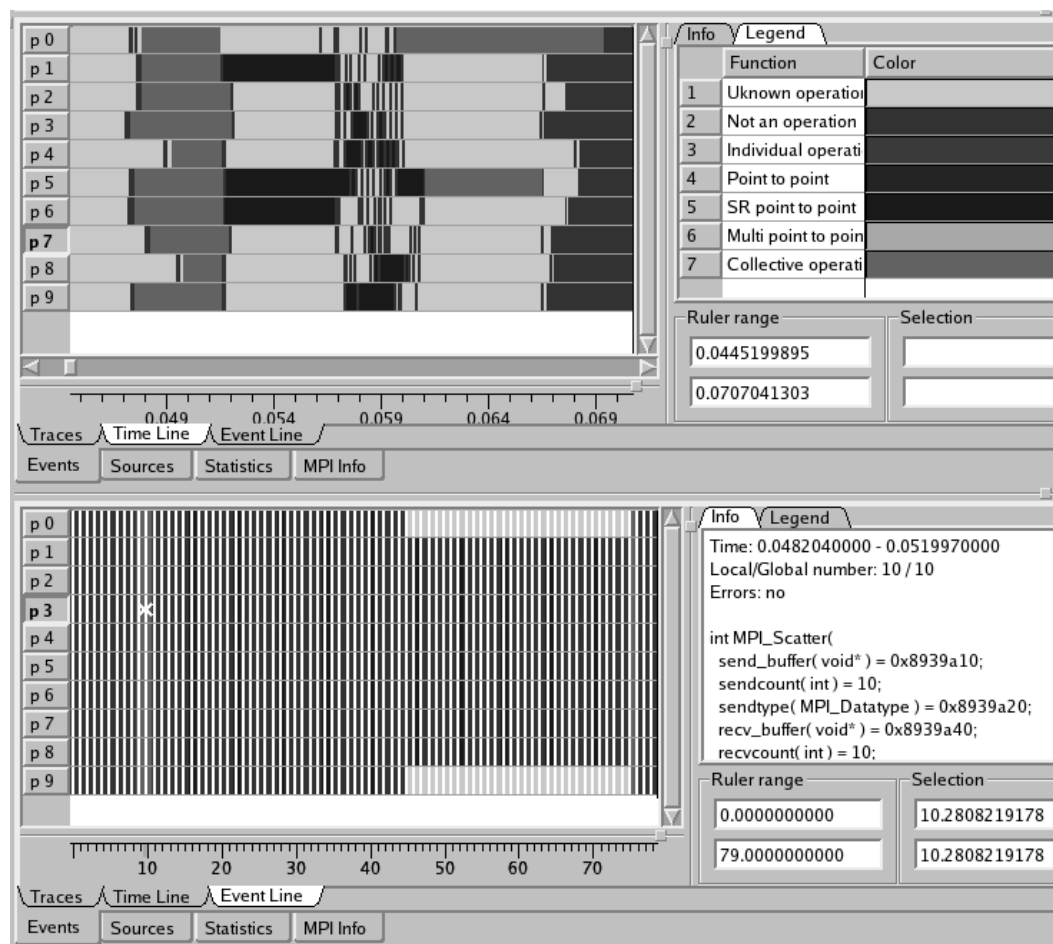 p 0
p 1
p 2
p 3
p 4
p 5
p 6
p 7
p 8
p 9
0.049 0.054 0.059 0.064 0.069
Traces Time Line Event Line
Events Sources Statistics MPI Info
Info Legend
Function Color
1 Uknown operation
2 Not an operation
3 Individual operati
4 Point to point
5 SR point to point
6 Multi point to poin
7 Collective operati
Ruler range
0.0445199895
0.0707041303
Selection
p 0
p 1
p 2
p 3
p 4
p 5
p 6
p 7
p 8
p 9
10 20 30 40 50 60 70
Traces Time Line Event Line
Events Sources Statistics MPI Info
Info Legend
Time: 0.0482040000 - 0.0519970000
Local/Global number: 10 / 10
Errors: no
int MPI_Scatter(
send_buffer( void* ) = 0x8939a10;
sendcount( int ) = 10;
sendtype( MPI_Datatype ) = 0x8939a20;
recv_buffer( void* ) = 0x8939a40;
recvcount( int ) = 10;
Ruler range
0.0000000000
79.0000000000
Selection
10.2808219178
10.2808219178